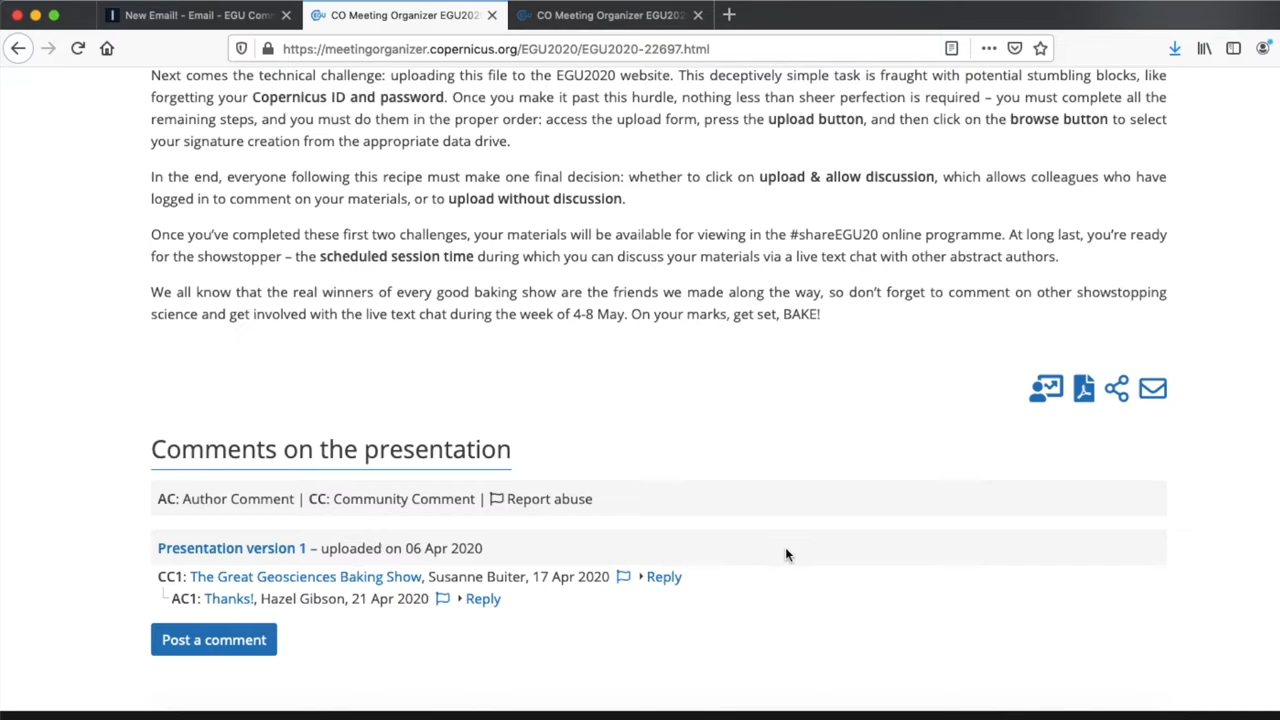 New Email! - Email - EGU Com
CO Meeting Organizer EGU202
CO Meeting Organizer EGU202
https://meetingorganizer.copernicus.org/EGU2020/EGU2020-22697.html
Next comes the technical challenge: uploading this file to the EGU2020 website. This deceptively simple task is fraught with potential stumbling blocks, like
forgetting your Copernicus ID and password. Once you make it past this hurdle, nothing less than sheer perfection is required – you must complete all the
remaining steps, and you must do them in the proper order: access the upload form, press the upload button, and then click on the browse button to select
your signature creation from the appropriate data drive.
In the end, everyone following this recipe must make one final decision: whether to click on upload & allow discussion, which allows colleagues who have
logged in to comment on your materials, or to upload without discussion.
Once you’ve completed these first two challenges, your materials will be available for viewing in the #shareEGU20 online programme. At long last, you’re ready
for the showstopper – the scheduled session time during which you can discuss your materials via a live text chat with other abstract authors.
We all know that the real winners of every good baking show are the friends we made along the way, so don’t forget to comment on other showstopping
science and get involved with the live text chat during the week of 4-8 May. On your marks, get set, BAKE!
Comments on the presentation
AC: Author Comment | CC: Community Comment | Report abuse
Presentation version 1 – uploaded on 06 Apr 2020
CC1: The Great Geosciences Baking Show, Susanne Buiter, 17 Apr 2020 Reply
AC1: Thanks!, Hazel Gibson, 21 Apr 2020 Reply
Post a comment